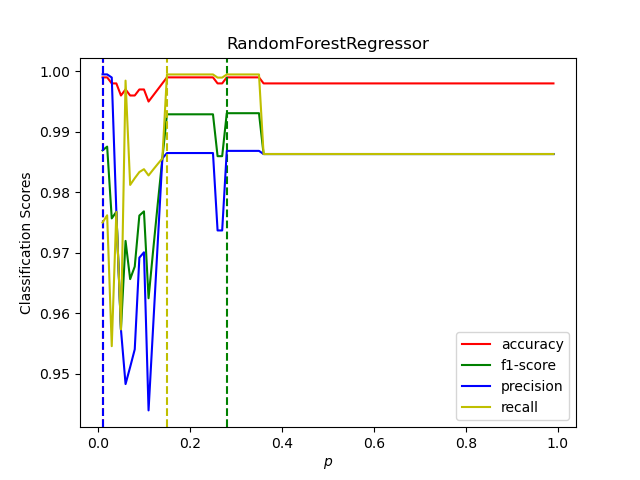 RandomForestRegressor
1.00
0.99
0.98
0.97
0.96
0.95
Classification Scores
accuracy
f1-score
precision
recall
0.0 0.2 0.4 0.6 0.8 1.0
p